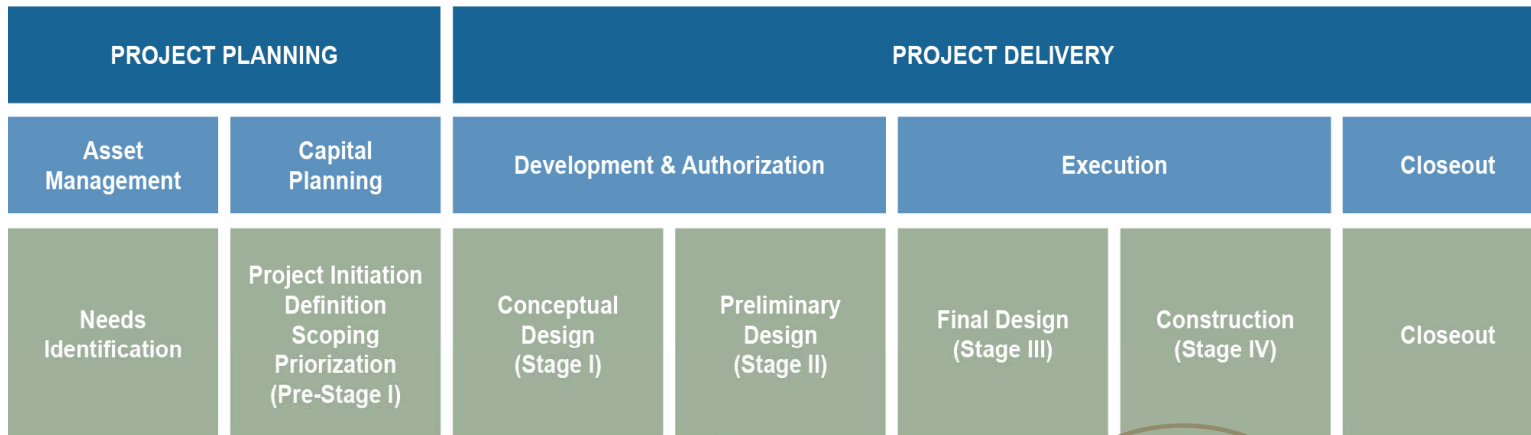 PROJECT PLANNING
PROJECT DELIVERY
Asset
Management
Capital
Planning
Development & Authorization
Execution
Closeout
Needs
Identification
Project Initiation
Definition
Scoping
Priorization
(Pre-Stage I)
Conceptual
Design
(Stage I)
Preliminary
Design
(Stage II)
Final Design
(Stage III)
Construction
(Stage IV)
Closeout